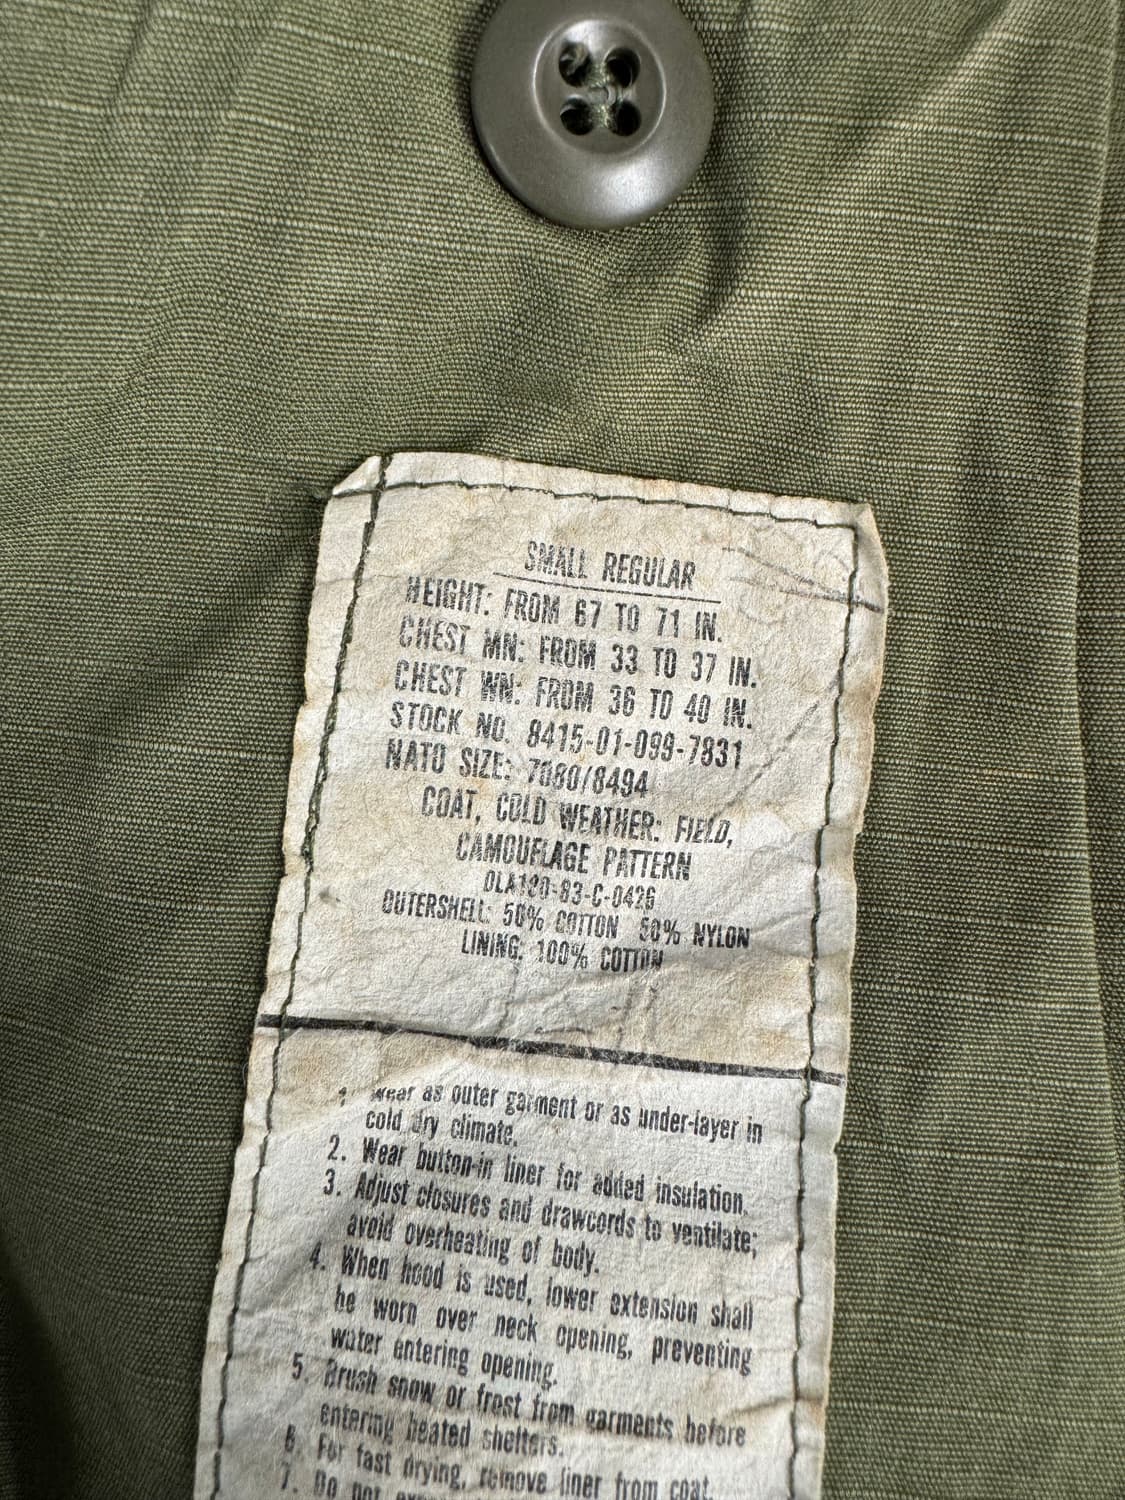 SMALL REGULAR
HEIGHT: FROM 67 TO 71 IN.
CHEST MN: FROM 33 TO 37 IN.
CHEST WN: FROM 36 TO 40 IN.
STOCK NO. 8415-01-099-7831
NATO SIZE: 7080/8494
COAT, COLD WEATHER: FIELD,
CAMOUFLAGE PATTERN
DLA100-83-C-0426
OUTERSHELL: 50% COTTON 50% NYLON
LINING: 100% COTTON
1. Wear as outer garment or as under-layer in
cold dry climate.
2. Wear button-in liner for added insulation.
3. Adjust closures and drawcords to ventilate;
avoid overheating of body.
4. When hood is used, lower extension shall
be worn over neck opening, preventing
water entering opening.
5. Brush snow or frost from garments before
entering heated shelters.
6. For fast drying, remove liner from coat.
7. Do not